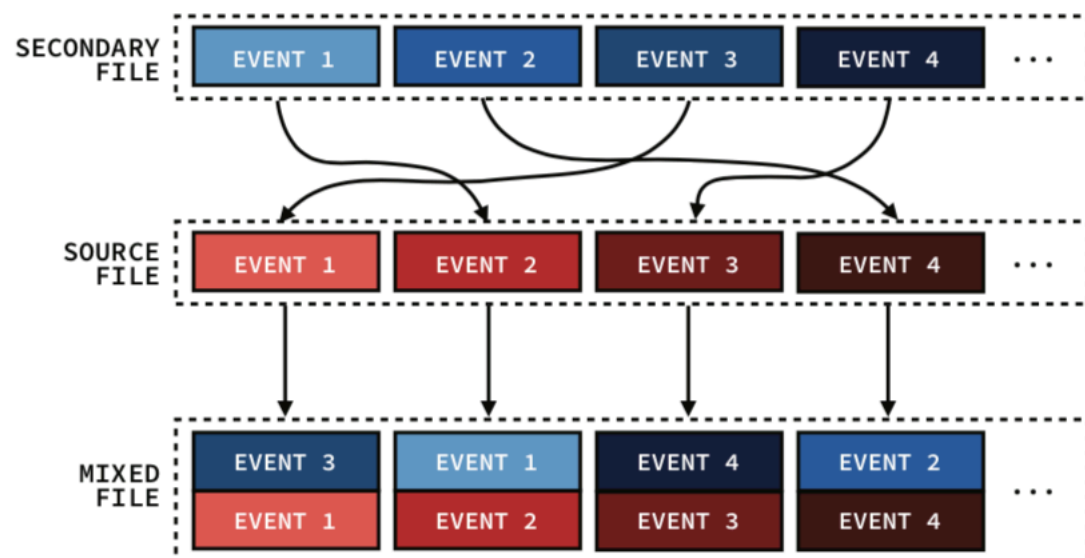 SECONDARY
FILE
EVENT 1
EVENT 2
EVENT 3
EVENT 4
...
SOURCE
FILE
EVENT 1
EVENT 2
EVENT 3
EVENT 4
...
MIXED
FILE
EVENT 3
EVENT 1
EVENT 4
EVENT 2
...
EVENT 1
EVENT 2
EVENT 3
EVENT 4